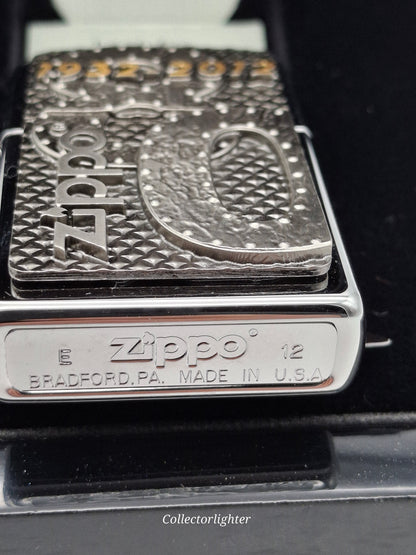 1932 2012
Zippo®
E Zippo® 12
BRADFORD,PA. MADE IN U.S.A
Collectorlighter